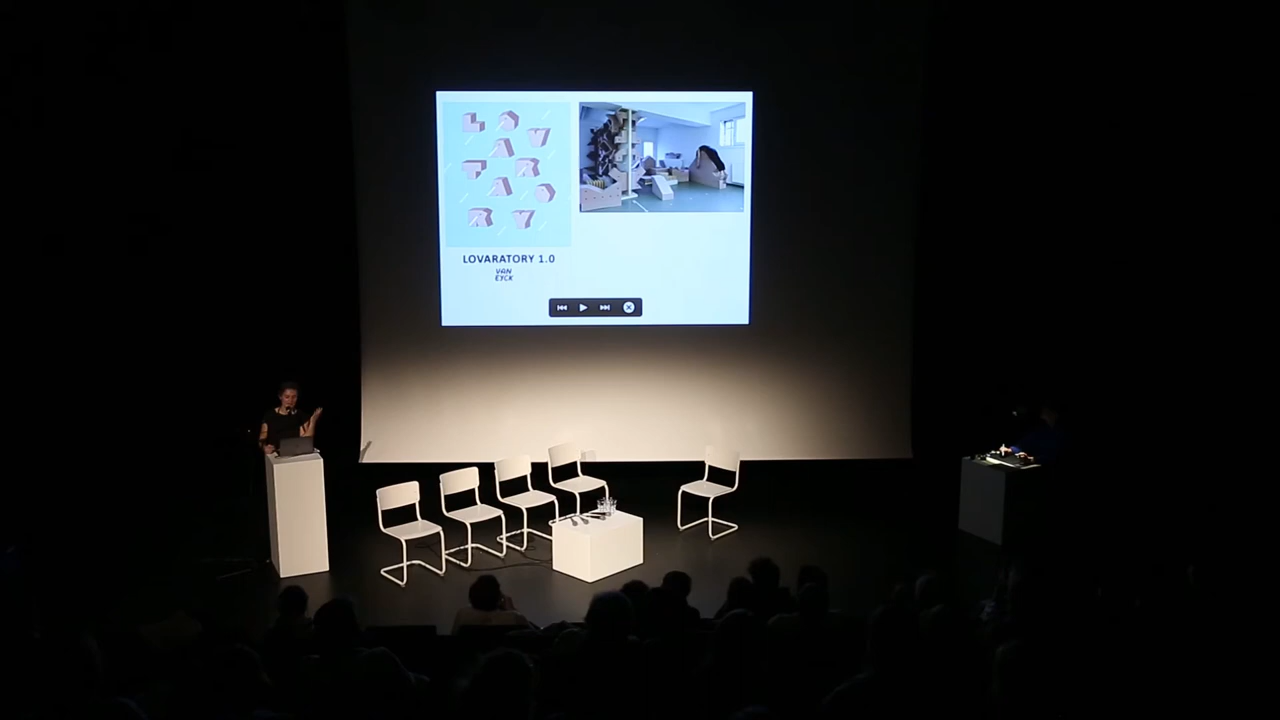 L O V
A
T R
A O
R Y
LOVARATORY 1.0
VAN
EYCK